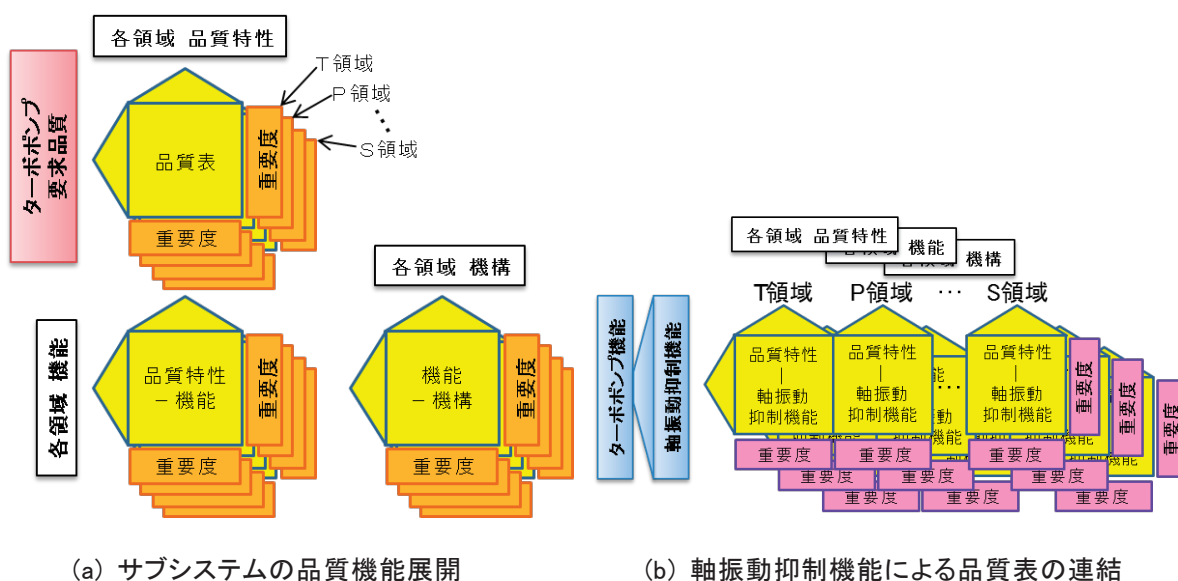 各領域 品質特性
ターボポンプ
要求品質
T領域
P領域
S領域
品質表
重要度
重要度
各領域 機構
各領域 機能
品質特性
－機能
重要度
重要度
機能
－機構
重要度
重要度
(a) サブシステムの品質機能展開
各領域 品質特性
機能
機構
T領域
P領域
…
S領域
ターボポンプ機能
軸振動抑制機能
品質特性
｜
軸振動
抑制機能
品質特性
｜
軸振動
抑制機能
品質特性
｜
軸振動
抑制機能
重要度
重要度
重要度
重要度
重要度
重要度
重要度
重要度
重要度
重要度
重要度
重要度
(b) 軸振動抑制機能による品質表の連結